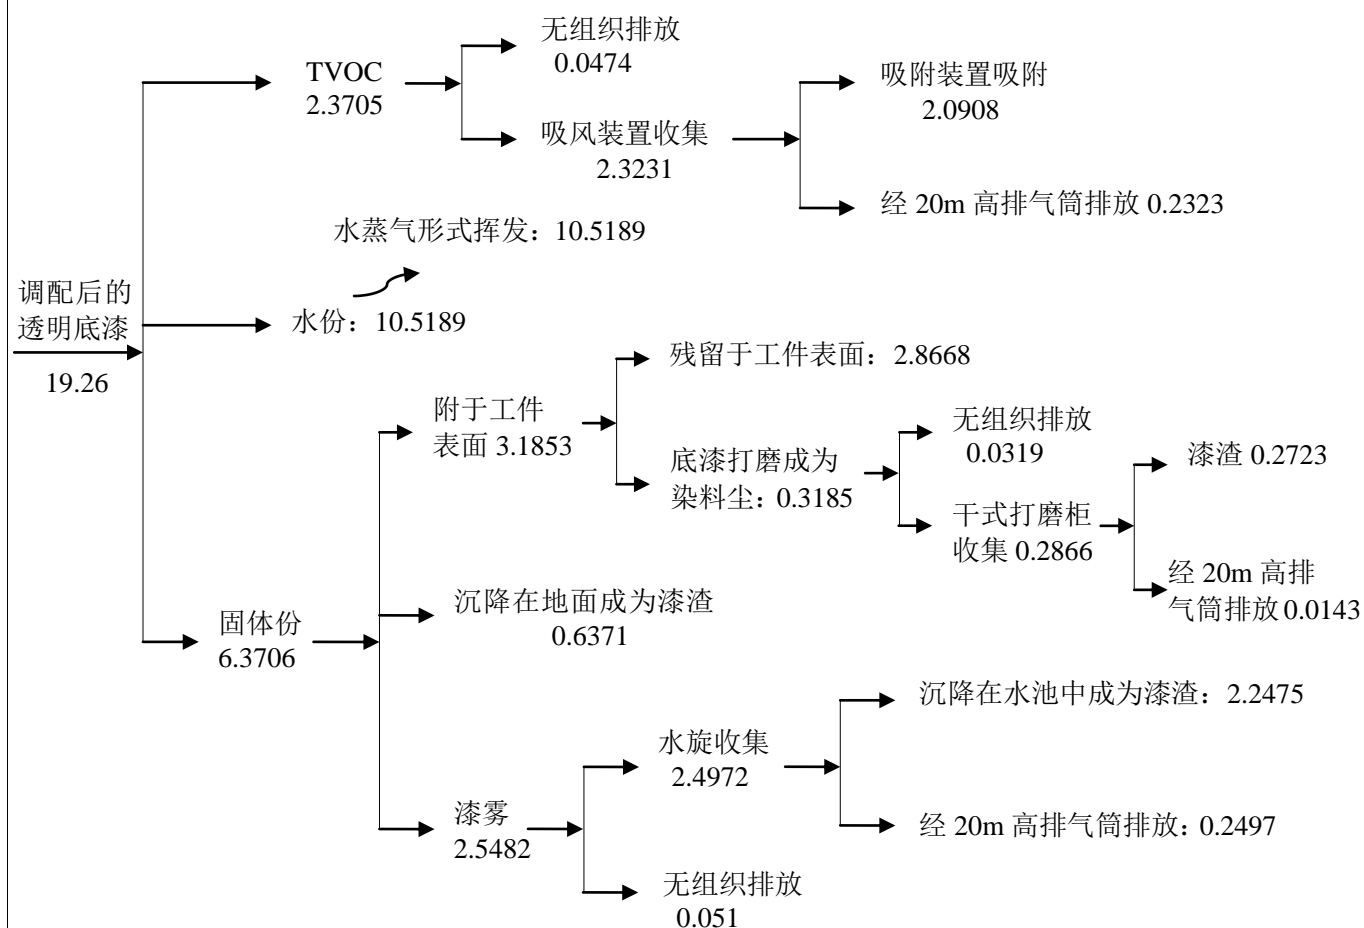 无组织排放
0.0474
TVOC
2.3705
吸附装置吸附
2.0908
吸风装置收集
2.3231
经 20m 高排气筒排放 0.2323
水蒸气形式挥发：10.5189
调配后的
透明底漆
19.26
水份：10.5189
残留于工件表面：2.8668
附于工件
表面 3.1853
底漆打磨成为
染料尘：0.3185
无组织排放
0.0319
漆渣 0.2723
干式打磨柜
收集 0.2866
经 20m 高排
气筒排放 0.0143
固体份
6.3706
沉降在地面成为漆渣
0.6371
沉降在水池中成为漆渣：2.2475
水旋收集
2.4972
经 20m 高排气筒排放：0.2497
漆雾
2.5482
无组织排放
0.051